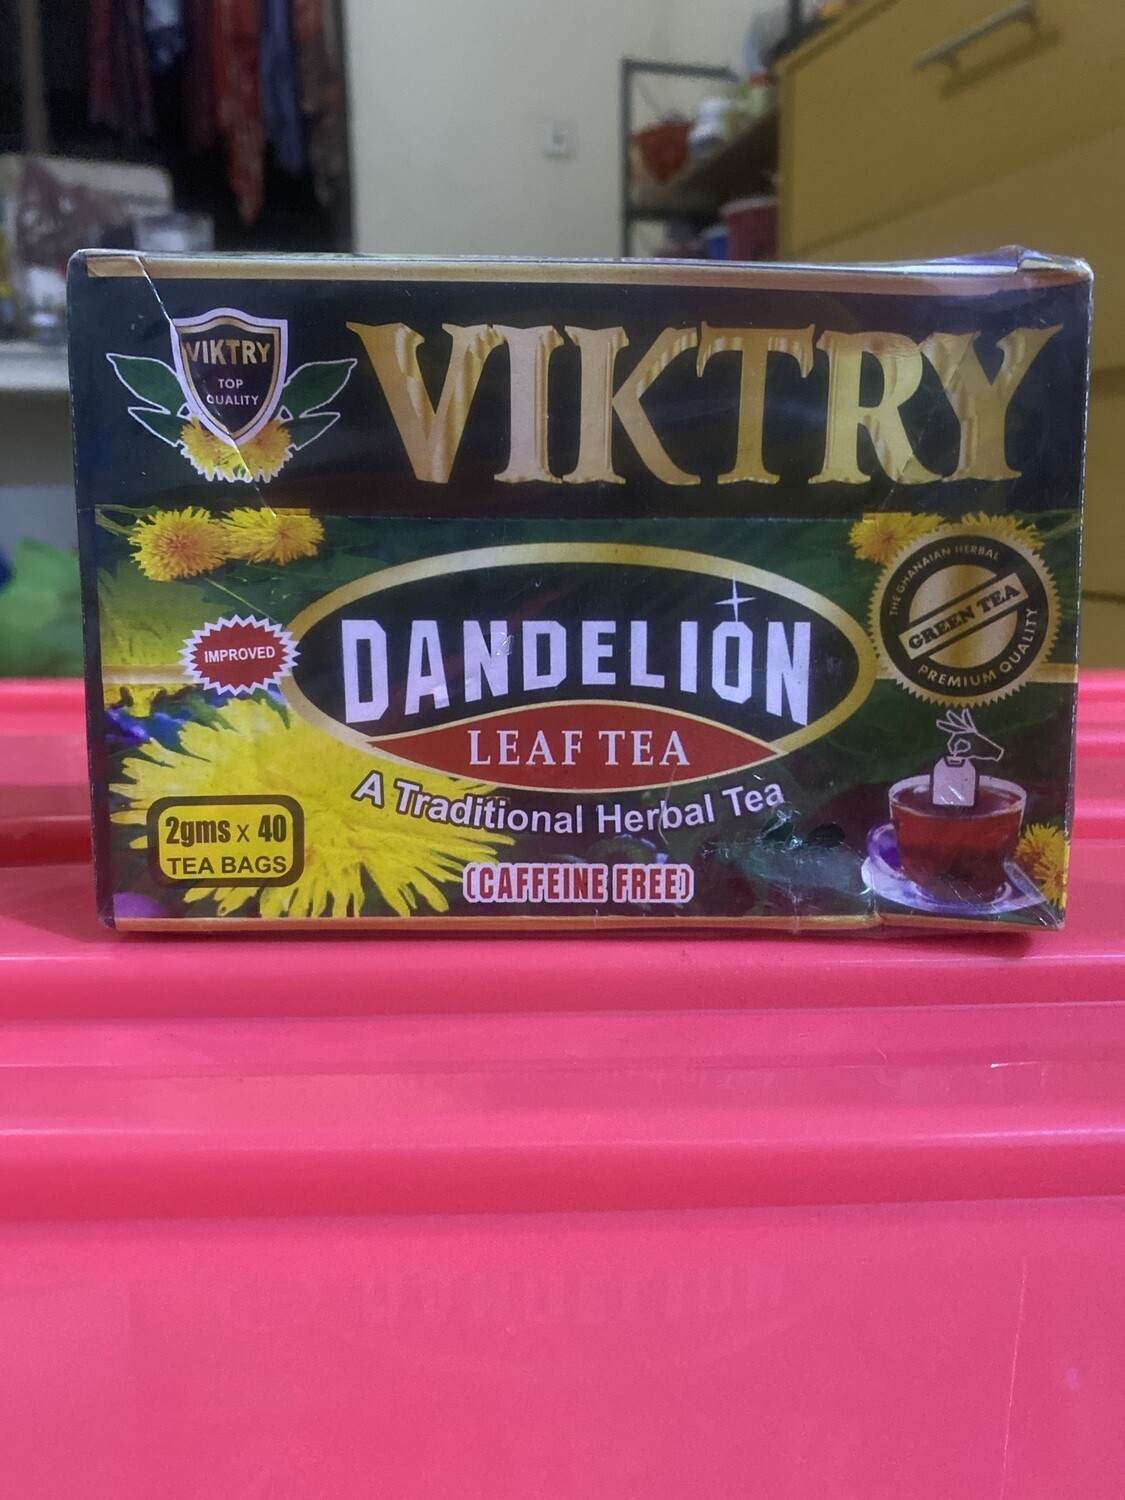 VIKTRY
TOP
QUALITY
VIKTRY
IMPROVED
DANDELION
LEAF TEA
A Traditional Herbal Tea
(CAFFEINE FREE)
2gms x 40
TEA BAGS
THE GHANAIAN HERBAL
GREEN TEA
PREMIUM QUALITY